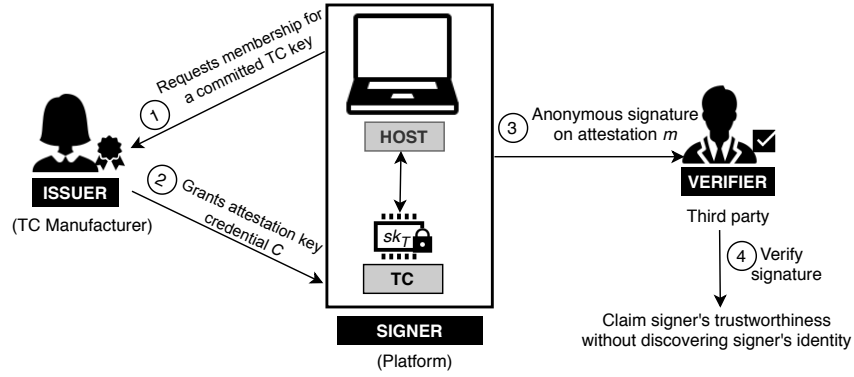 Requests membership for
a committed TC key
1
ISSUER
(TC Manufacturer)
2
Grants attestation key
credential C
HOST
skT
TC
SIGNER
(Platform)
3
Anonymous signature
on attestation m
VERIFIER
Third party
4
Verify
signature
Claim signer's trustworthiness
without discovering signer's identity